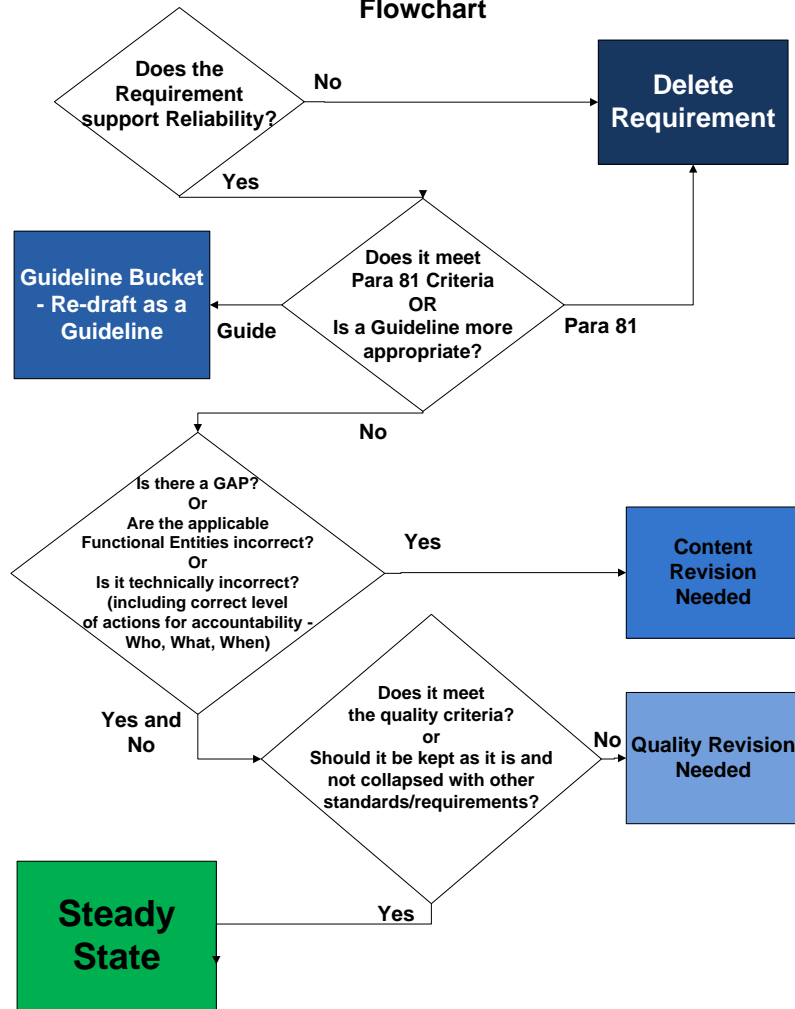 Flowchart
Does the
Requirement
support Reliability?
No
Delete
Requirement
Yes
Does it meet
Para 81 Criteria
OR
Is a Guideline more
appropriate?
Guideline Bucket
- Re-draft as a
Guideline
Guide
Para 81
No
Is there a GAP?
Or
Are the applicable
Functional Entities incorrect?
Or
Is it technically incorrect?
(including correct level
of actions for accountability -
Who, What, When)
Yes
Content
Revision
Needed
Yes and
No
Does it meet
the quality criteria?
or
Should it be kept as it is and
not collapsed with other
standards/requirements?
No
Quality Revision
Needed
Yes
Steady
State